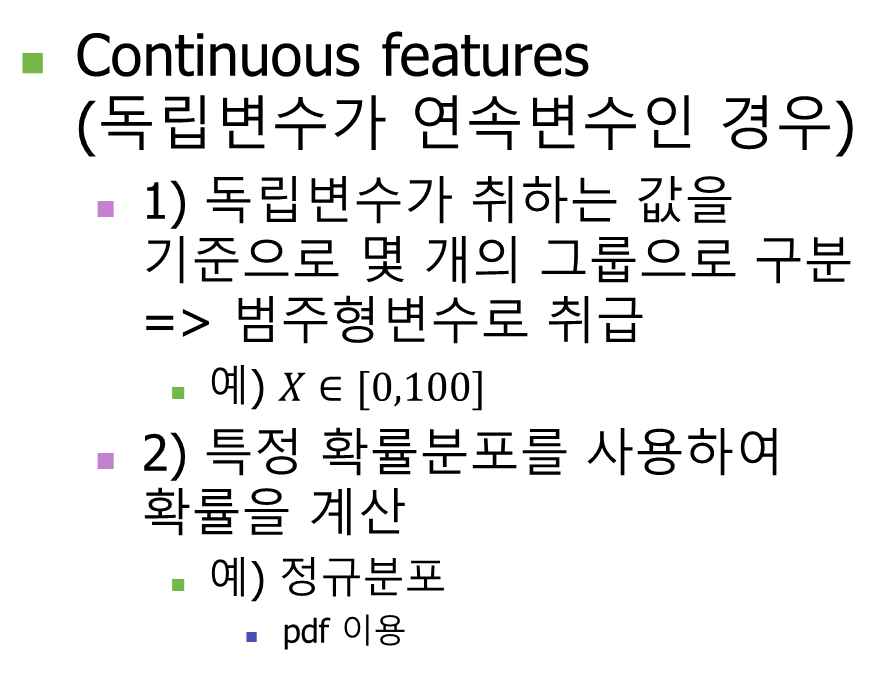 Continuous features
(독립변수가 연속변수인 경우)
1) 독립변수가 취하는 값을
기준으로 몇 개의 그룹으로 구분
=> 범주형변수로 취급
예) X ∈ [0,100]
2) 특정 확률분포를 사용하여
확률을 계산
예) 정규분포
pdf 이용